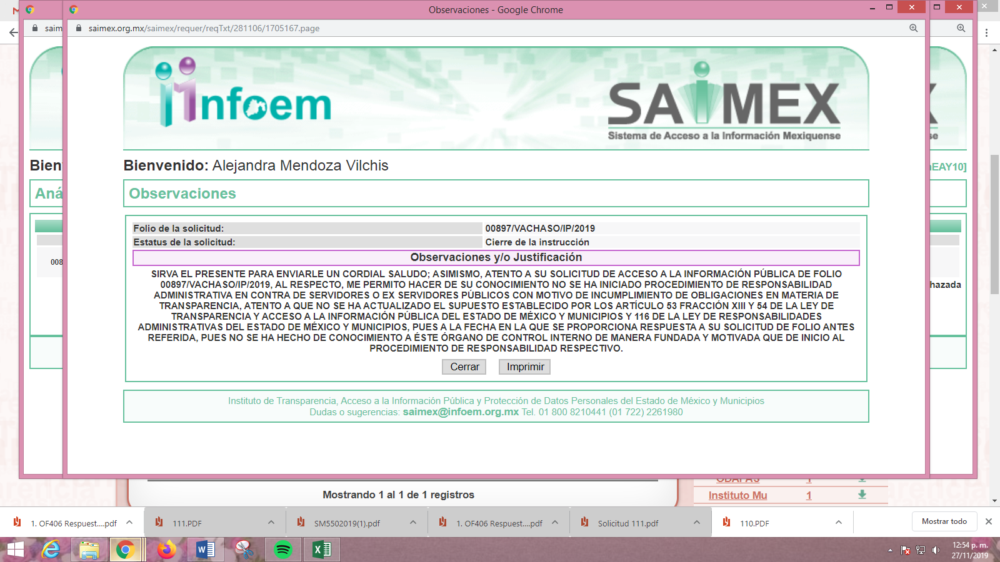 Observaciones - Google Chrome
saim
saimex.org.mx/saimex/requer/reqTxt/281106/1705167.page
infoem
SAiMEX
Sistema de Acceso a la Información Mexiquense
se
Bien
Bienvenido: Alejandra Mendoza Vilchis
EAY10]
Aná
Observaciones
Folio de la solicitud: 00897/VACHASO/IP/2019
Estatus de la solicitud: Cierre de la instrucción
008
Observaciones y/o Justificación
SIRVA EL PRESENTE PARA ENVIARLE UN CORDIAL SALUDO; ASIMISMO, ATENTO A SU SOLICITUD DE ACCESO A LA INFORMACIÓN PÚBLICA DE FOLIO
00897/VACHASO/IP/2019, AL RESPECTO, ME PERMITO HACER DE SU CONOCIMIENTO NO SE HA INICIADO PROCEDIMIENTO DE RESPONSABILIDAD
hazada
ADMINISTRATIVA EN CONTRA DE SERVIDORES O EX SERVIDORES PÚBLICOS CON MOTIVO DE INCUMPLIMIENTO DE OBLIGACIONES EN MATERIA DE
TRANSPARENCIA, ATENTO A QUE NO SE HA ACTUALIZADO EL SUPUESTO ESTABLECIDO POR LOS ARTÍCULO 53 FRACCIÓN XIII Y 54 DE LA LEY DE
TRANSPARENCIA Y ACCESO A LA INFORMACIÓN PÚBLICA DEL ESTADO DE MÉXICO Y MUNICIPIOS Y 116 DE LA LEY DE RESPONSABILIDADES
ADMINISTRATIVAS DEL ESTADO DE MÉXICO Y MUNICIPIOS, PUES A LA FECHA EN LA QUE SE PROPORCIONA RESPUESTA A SU SOLICITUD DE FOLIO ANTES
REFERIDA, PUES NO SE HA HECHO DE CONOCIMIENTO A ÉSTE ÓRGANO DE CONTROL INTERNO DE MANERA FUNDADA Y MOTIVADA QUE DE INICIO AL
PROCEDIMIENTO DE RESPONSABILIDAD RESPECTIVO.
Cerrar Imprimir
Instituto de Transparencia, Acceso a la Información Pública y Protección de Datos Personales del Estado de México y Municipios
Dudas o sugerencias: saimex@infoem.org.mx Tel. 01 800 8210441 (01 722) 2261980
ODAPAS 1
Mostrando 1 al 1 de 1 registros
Instituto Mu 1
1. OF406 Respuest....pdf
111.PDF
SM5502019(1).pdf
1. OF406 Respuest....pdf
Solicitud 111.pdf
110.PDF
Mostrar todo
12:54 p. m.
27/11/2019